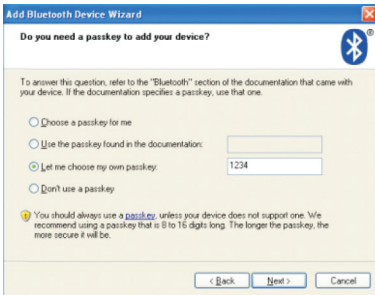 Add Bluetooth Device Wizard
Do you need a passkey to add your device?
®
To answer this question, refer to the "Bluetooth" section of the documentation that came with
your device. If the documentation specifies a passkey, use that one.
Choose a passkey for me
Use the passkey found in the documentation:
Let me choose my own passkey: 1234
Don't use a passkey
You should always use a passkey, unless your device does not support one. We
recommend using a passkey that is 8 to 16 digits long. The longer the passkey, the
more secure it will be.
< Back Next > Cancel